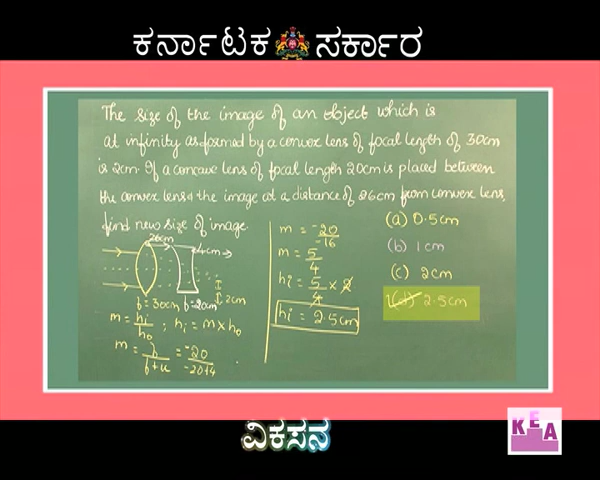 ಕರ್ನಾಟಕ ಸರ್ಕಾರ
The size of the image of an object which is
at infinity as formed by a convex lens of focal length of 30cm
is 2cm. If a concave lens of focal length 20cm is placed between
the convex lens & the image at a distance of 26cm from convex lens,
find new size of image.
26cm
4cm
2cm
f = 30cm f = 20cm
m = hi/ho ; hi = m × ho
m = f/f+u = -20/-20+4
m = -20/-16
m = 5/4
hi = 5/4 × 2
hi = 2.5cm
(a) 0.5cm
(b) 1cm
(c) 2cm
(d) 2.5cm
ವಿಕಸನ
KEA